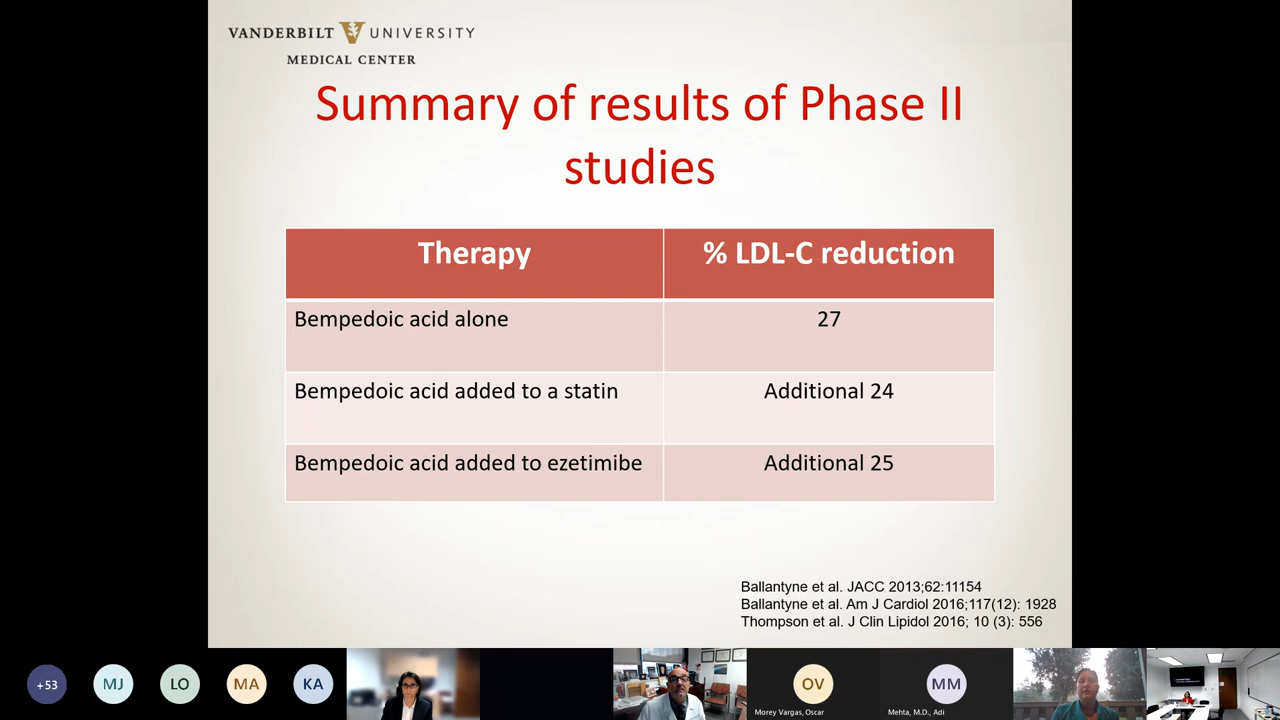 VANDERBILT UNIVERSITY
MEDICAL CENTER
Summary of results of Phase II
studies
Therapy % LDL-C reduction
Bempedoic acid alone 27
Bempedoic acid added to a statin Additional 24
Bempedoic acid added to ezetimibe Additional 25
Ballantyne et al. JACC 2013;62:11154
Ballantyne et al. Am J Cardiol 2016;117(12): 1928
Thompson et al. J Clin Lipidol 2016; 10 (3): 556
+53 MJ LO MA KA OV MM
Morey Vargas, Oscar Mehta, M.D., Adi